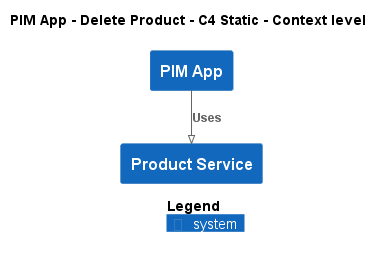 PIM App - Delete Product - C4 Static - Context level
PIM App
Uses
Product Service
Legend
system